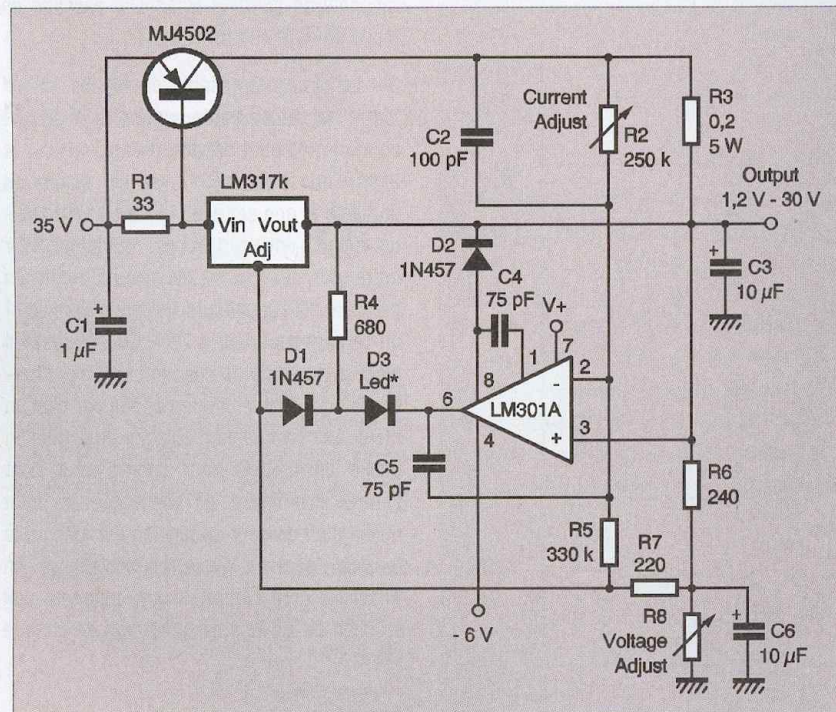 MJ4502
Current
Adjust
R2
250 k
R3
0,2
5 W
C2
100 pF
Output
1,2 V - 30 V
R1
33
LM317k
35 V
Vin Vout
Adj
D2
1N457
C4
75 pF
V+
C3
10 µF
C1
1 µF
+
+
R4
680
D1
1N457
D3
Led*
1
7
8
2
-
LM301A
6
4
3
+
C5
75 pF
R6
240
R5
330 k
R7
220
- 6 V
R8
Voltage
Adjust
+
C6
10 µF